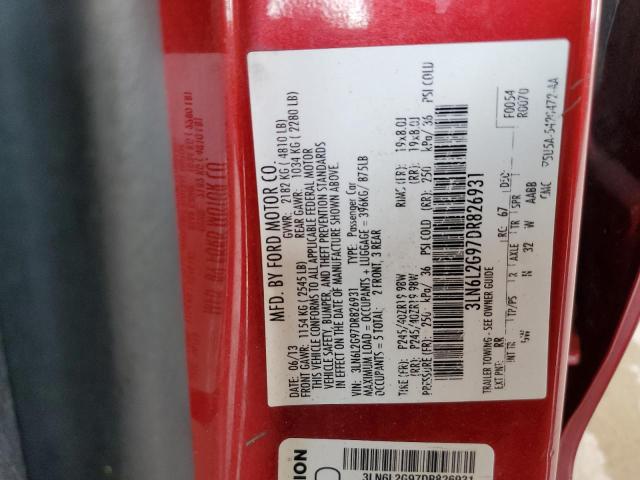 MFD. BY FORD MOTOR CO.
DATE: 06/13 GVWR: 2182 KG ( 4810 LB)
FRONT GAWR: 1154 KG ( 2545 LB) REAR GAWR: 1034 KG ( 2280 LB)
THIS VEHICLE CONFORMS TO ALL APPLICABLE FEDERAL MOTOR
VEHICLE SAFETY, BUMPER, AND THEFT PREVENTION STANDARDS
IN EFFECT ON THE DATE OF MANUFACTURE SHOWN ABOVE.
VIN: 3LN6L2G97DR826931 TYPE: Passenger Car
MAXIMUM LOAD = OCCUPANTS + LUGGAGE = 396KG/ 875LB
OCCUPANTS = 5 TOTAL: 2 FRONT, 3 REAR
TIRE (FR): P245/40ZR19 98W RIMS (FR): 19x8.0J
TIRE (RR): P245/40ZR19 98W (RR): 19x8.0J
PRESSURE (FR): 250 kPa/ 36 PSI COLD (RR): 250 kPa/ 36 PSI COLD
3LN6L2G97DR826931
TRAILER TOWING - SEE OWNER GUIDE
F0054
R0070
EXT PNT: RR RC: 67 DSO:
INT TR TP/PS R AXLE TR SPR
5W 2 N 32 W AABB
3LN6L2G97DR826931